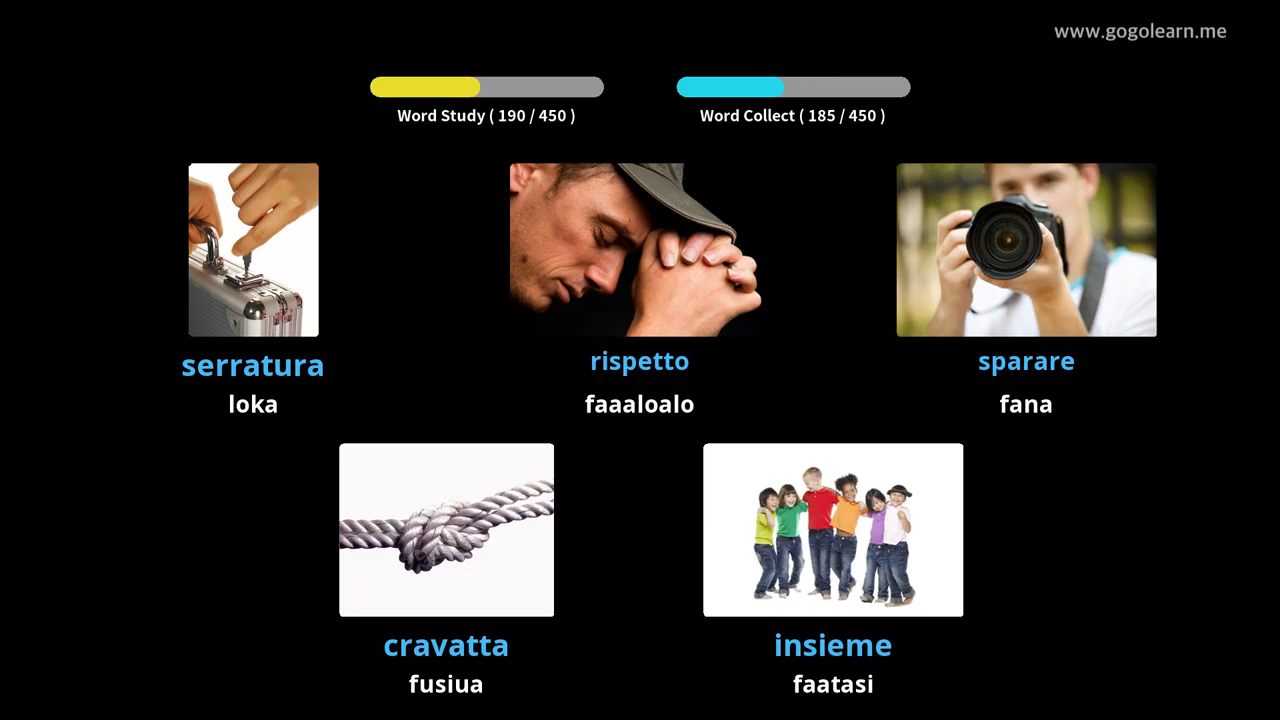 www.gogolearn.me
Word Study ( 190 / 450 )
Word Collect ( 185 / 450 )
serratura
loka
rispetto
faaaloalo
sparare
fana
cravatta
fusiua
insieme
faatasi